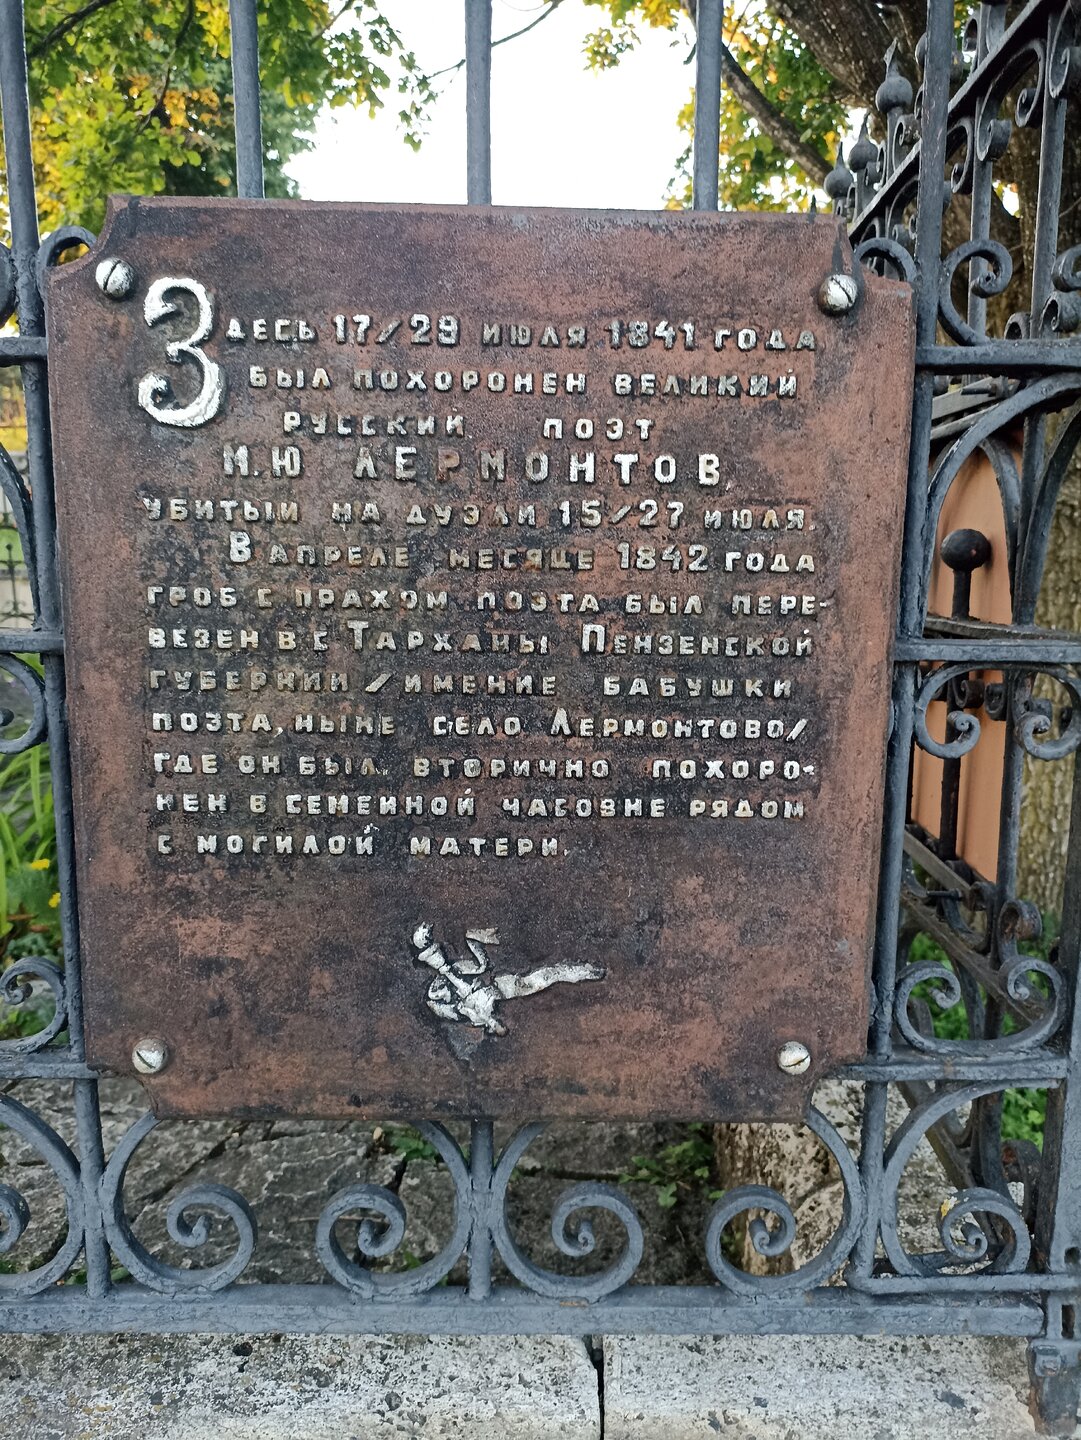 Здесь 17/29 июля 1841 года
был похоронен великий
русский поэт
М.Ю Лермонтов
убитый на дуэли 15/27 июля.
В апреле месяце 1842 года
гроб с прахом поэта был пере-
везен в с Тарханы Пензенской
губернии /имение бабушки
поэта, ныне село Лермонтово/
где он был вторично похоро-
нен в семейной часовне рядом
с могилой матери.